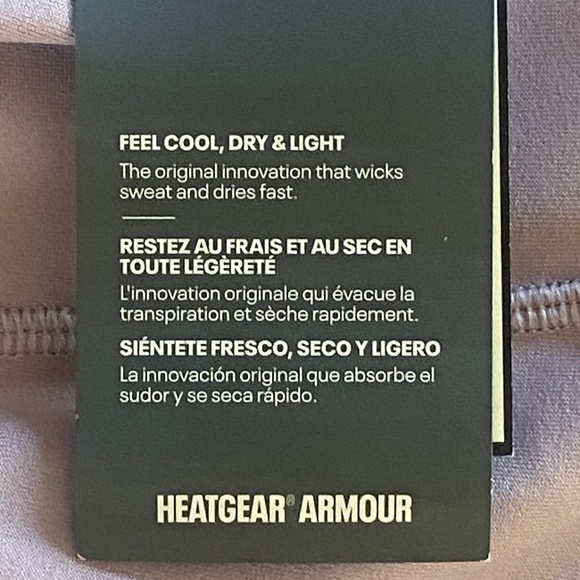 FEEL COOL, DRY & LIGHT
The original innovation that wicks
sweat and dries fast.
RESTEZ AU FRAIS ET AU SEC EN
TOUTE LÉGÈRETÉ
L'innovation originale qui évacue la
transpiration et sèche rapidement.
SIÉNTETE FRESCO, SECO Y LIGERO
La innovación original que absorbe el
sudor y se seca rápido.
HEATGEAR® ARMOUR